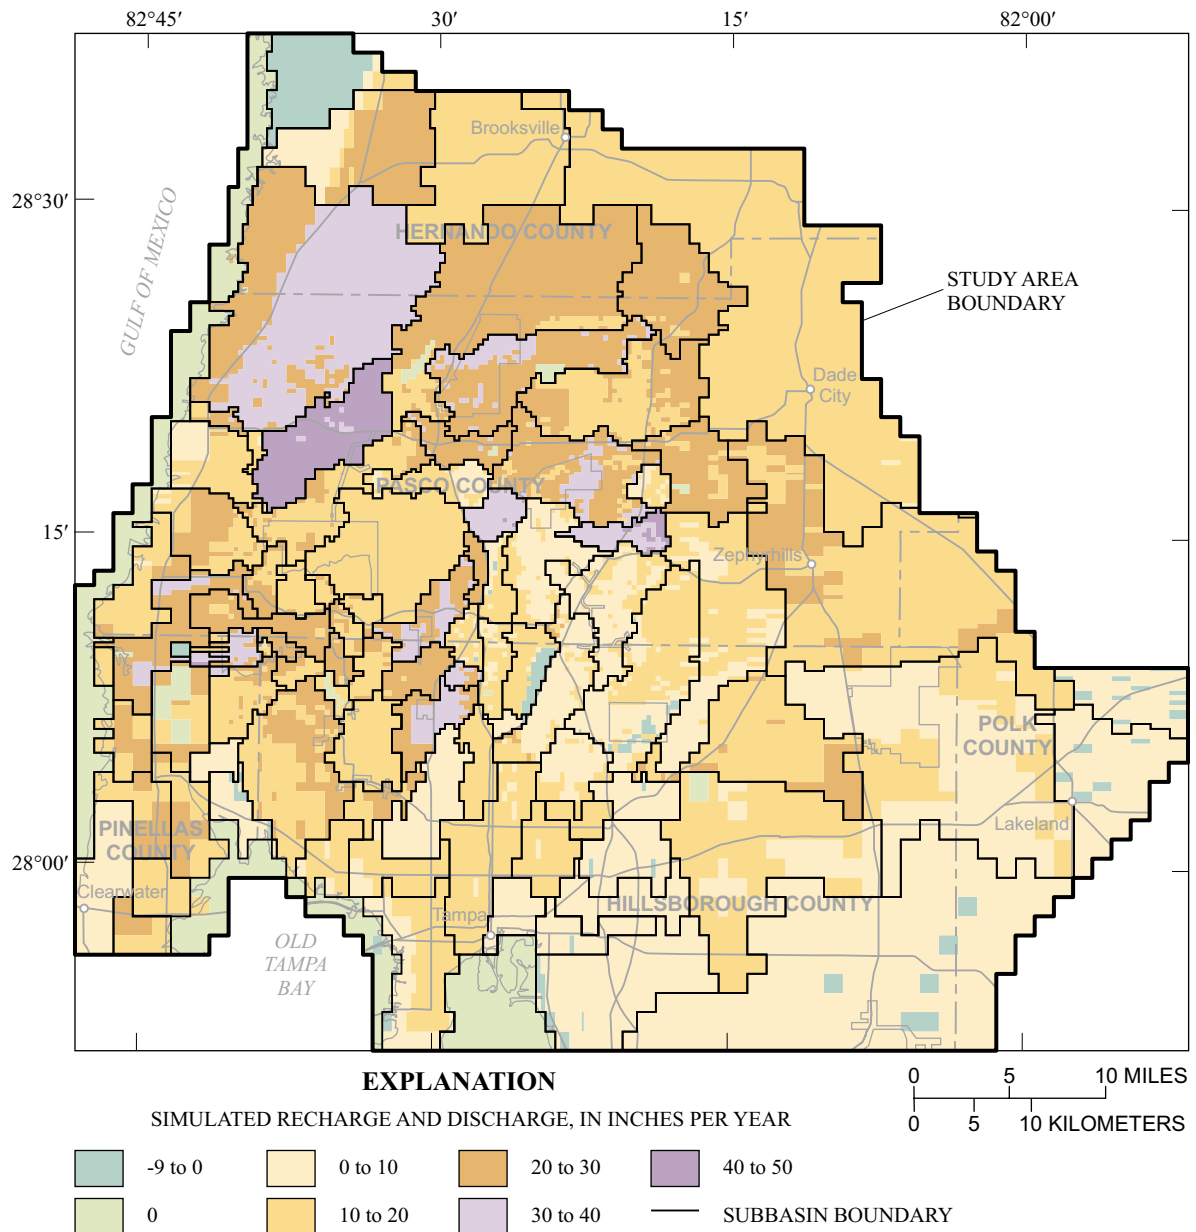 82°45′
30′
15′
82°00′
Brooksville
28°30′
HERNANDO COUNTY
GULF OF MEXICO
STUDY AREA
BOUNDARY
Dade
City
PASCO COUNTY
15′
Zephyrhills
POLK
COUNTY
PINELLAS
COUNTY
Lakeland
28°00′
Clearwater
HILLSBOROUGH COUNTY
Tampa
OLD
TAMPA
BAY
EXPLANATION
SIMULATED RECHARGE AND DISCHARGE, IN INCHES PER YEAR
0 5 10 MILES
0 5 10 KILOMETERS
-9 to 0
0 to 10
20 to 30
40 to 50
0
10 to 20
30 to 40
SUBBASIN BOUNDARY